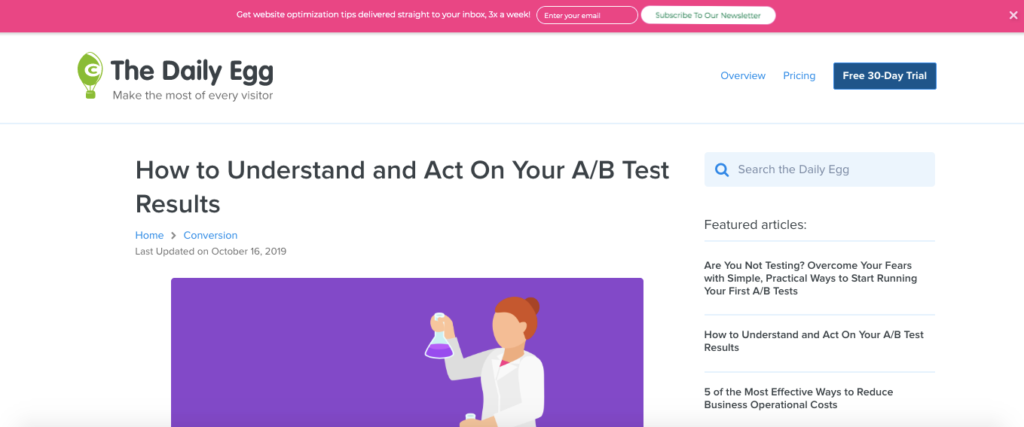 Get website optimization tips delivered straight to your inbox, 3x a week!
Enter your email
Subscribe To Our Newsletter
The Daily Egg
Make the most of every visitor
Overview
Pricing
Free 30-Day Trial
How to Understand and Act On Your A/B Test
Results
Home
Conversion
Last Updated on October 16, 2019
Search the Daily Egg
Featured articles:
Are You Not Testing? Overcome Your Fears
with Simple, Practical Ways to Start Running
Your First A/B Tests
How to Understand and Act On Your A/B Test
Results
5 of the Most Effective Ways to Reduce
Business Operational Costs